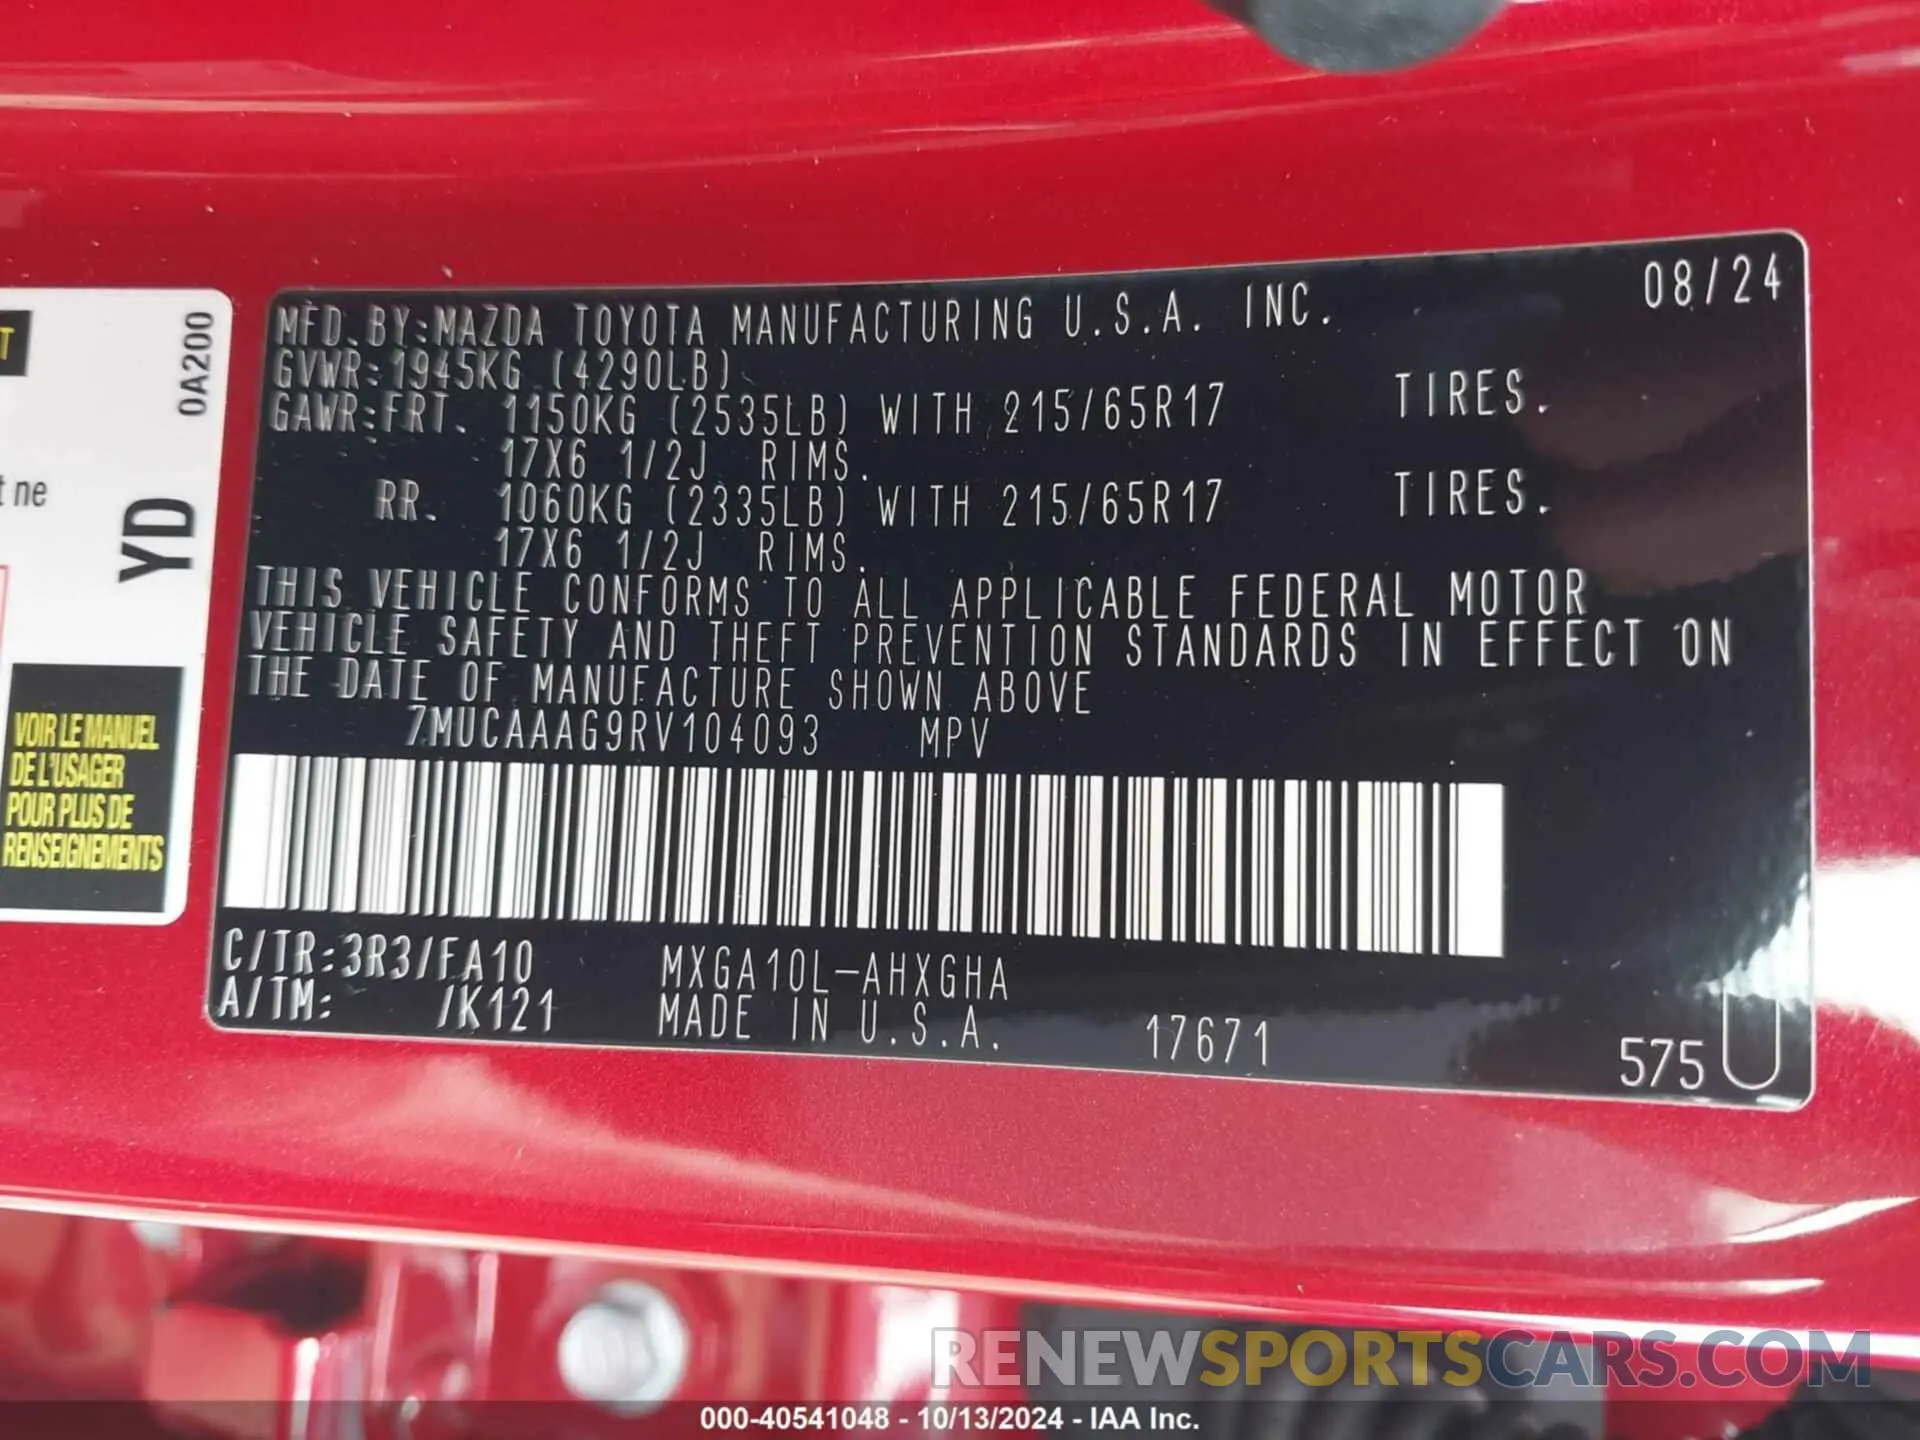 MFD. BY: MAZDA TOYOTA MANUFACTURING U.S.A. INC. 08/24
GVWR: 1945KG (4290LB)
GAWR: FRT. 1150KG (2535LB) WITH 215/65R17 TIRES.
17X6 1/2J RIMS.
RR. 1060KG (2335LB) WITH 215/65R17 TIRES.
17X6 1/2J RIMS.
THIS VEHICLE CONFORMS TO ALL APPLICABLE FEDERAL MOTOR
VEHICLE SAFETY AND THEFT PREVENTION STANDARDS IN EFFECT ON
THE DATE OF MANUFACTURE SHOWN ABOVE
7MUCAAAG9RV104093 MPV
C/TR: 3R3/FA10 MXGA10L-AHXGHA
A/TM: /K121 MADE IN U.S.A. 17671
575 U
0A200
YD
T
t ne
VOIR LE MANUEL
DE L'USAGER
POUR PLUS DE
RENSEIGNEMENTS
RENEWSPORTSCARS.COM
000-40541048 - 10/13/2024 - IAA Inc.